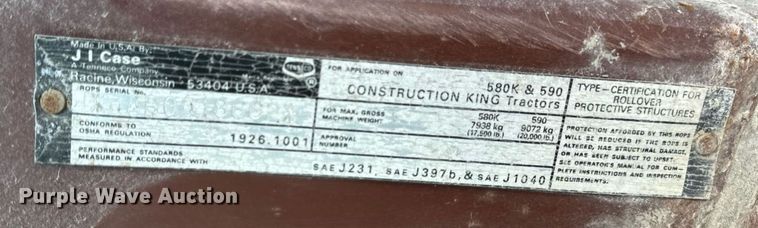 Made in U.S.A. By
J I Case
A Tenneco Company
Racine, Wisconsin 53404 U.S.A.
ROPS SERIAL No.
CONFORMS TO
OSHA REGULATION 1926.1001
PERFORMANCE STANDARDS
MEASURED IN ACCORDANCE WITH SAE J231, SAE J397b, & SAE J1040
FOR APPLICATION ON
580K & 590
CONSTRUCTION KING Tractors
FOR MAX. GROSS
MACHINE WEIGHT
580K 590
7938 kg 9072 kg
(17,500 lb.) (20,000 lb.)
APPROVAL
NUMBER
TYPE-CERTIFICATION FOR
ROLLOVER
PROTECTIVE STRUCTURES
PROTECTION AFFORDED BY THIS ROPS
WILL BE REDUCED IF THE ROPS IS
ALTERED, HAS STRUCTURAL DAMAGE,
OR HAS BEEN SUBJECT TO UPSET.
SEE OPERATOR'S MANUAL FOR COM-
PLETE INSTRUCTIONS AND INSPECTION
REQUIREMENTS.
Purple Wave Auction